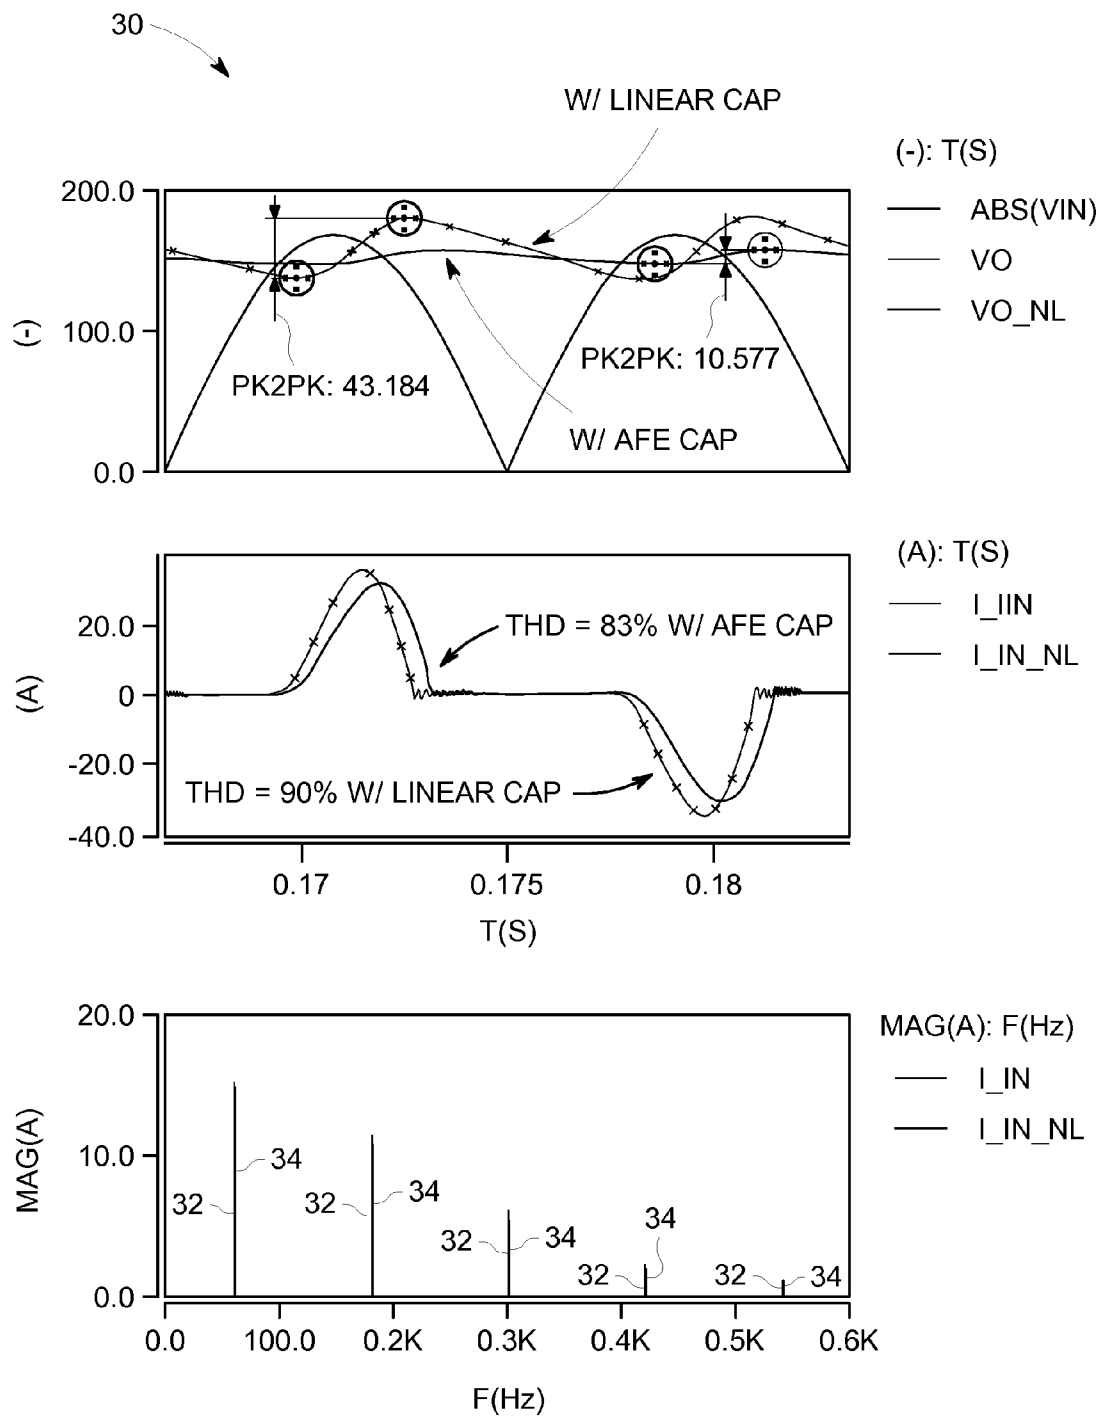 30
W/ LINEAR CAP
(-): T(S)
200.0
ABS(VIN)
VO
VO_NL
(-)
100.0
PK2PK: 43.184
PK2PK: 10.577
W/ AFE CAP
0.0
(A): T(S)
I_IIN
I_IN_NL
20.0
THD = 83% W/ AFE CAP
(A)
0
-20.0
THD = 90% W/ LINEAR CAP
-40.0
0.17 0.175 0.18
T(S)
20.0
MAG(A): F(Hz)
I_IN
I_IN_NL
MAG(A)
10.0
34
32
34
32
34
32
34
32
34
32
0.0
0.0 100.0 0.2K 0.3K 0.4K 0.5K 0.6K
F(Hz)